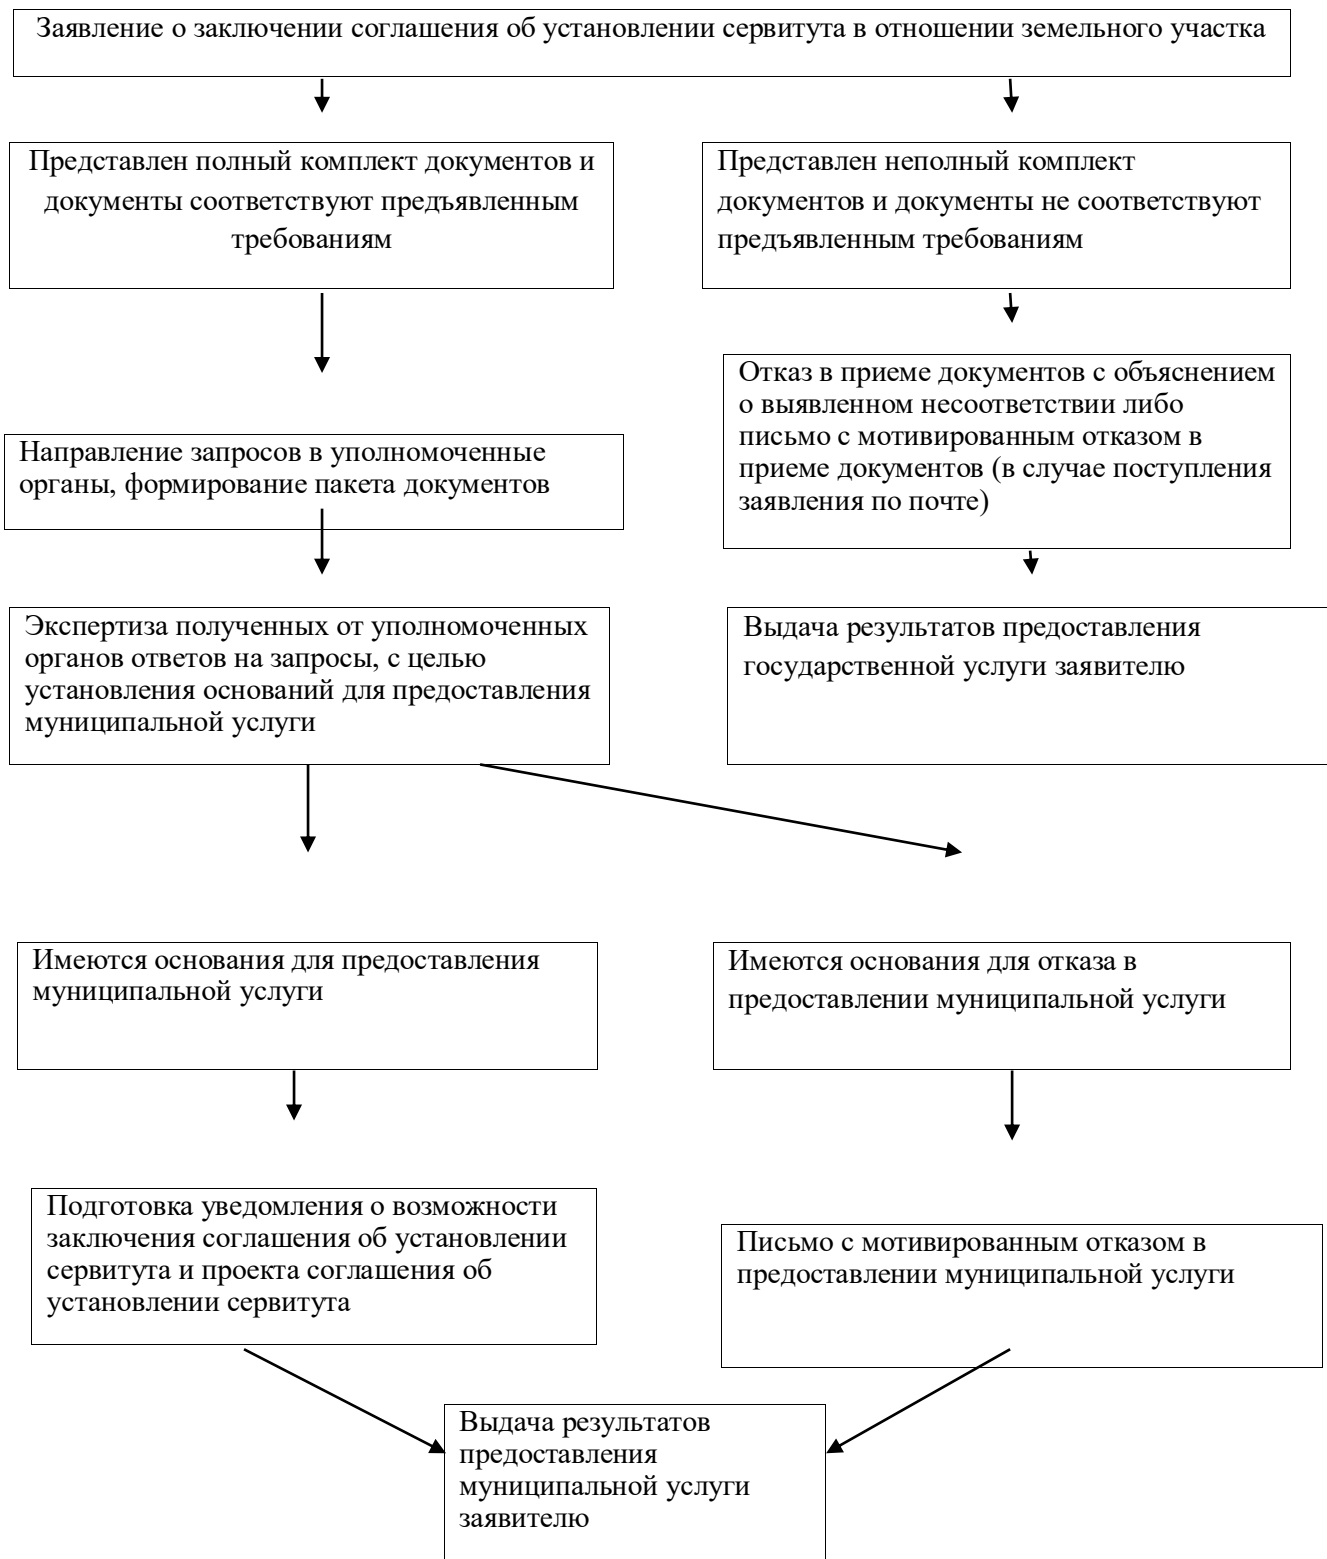 Заявление о заключении соглашения об установлении сервитута в отношении земельного участка
Представлен полный комплект документов и
документы соответствуют предъявленным
требованиям
Представлен неполный комплект
документов и документы не соответствуют
предъявленным требованиям
Отказ в приеме документов с объяснением
о выявленном несоответствии либо
письмо с мотивированным отказом в
приеме документов (в случае поступления
заявления по почте)
Направление запросов в уполномоченные
органы, формирование пакета документов
Экспертиза полученных от уполномоченных
органов ответов на запросы, с целью
установления оснований для предоставления
муниципальной услуги
Выдача результатов предоставления
государственной услуги заявителю
Имеются основания для предоставления
муниципальной услуги
Имеются основания для отказа в
предоставлении муниципальной услуги
Подготовка уведомления о возможности
заключения соглашения об установлении
сервитута и проекта соглашения об
установлении сервитута
Письмо с мотивированным отказом в
предоставлении муниципальной услуги
Выдача результатов
предоставления
муниципальной услуги
заявителю